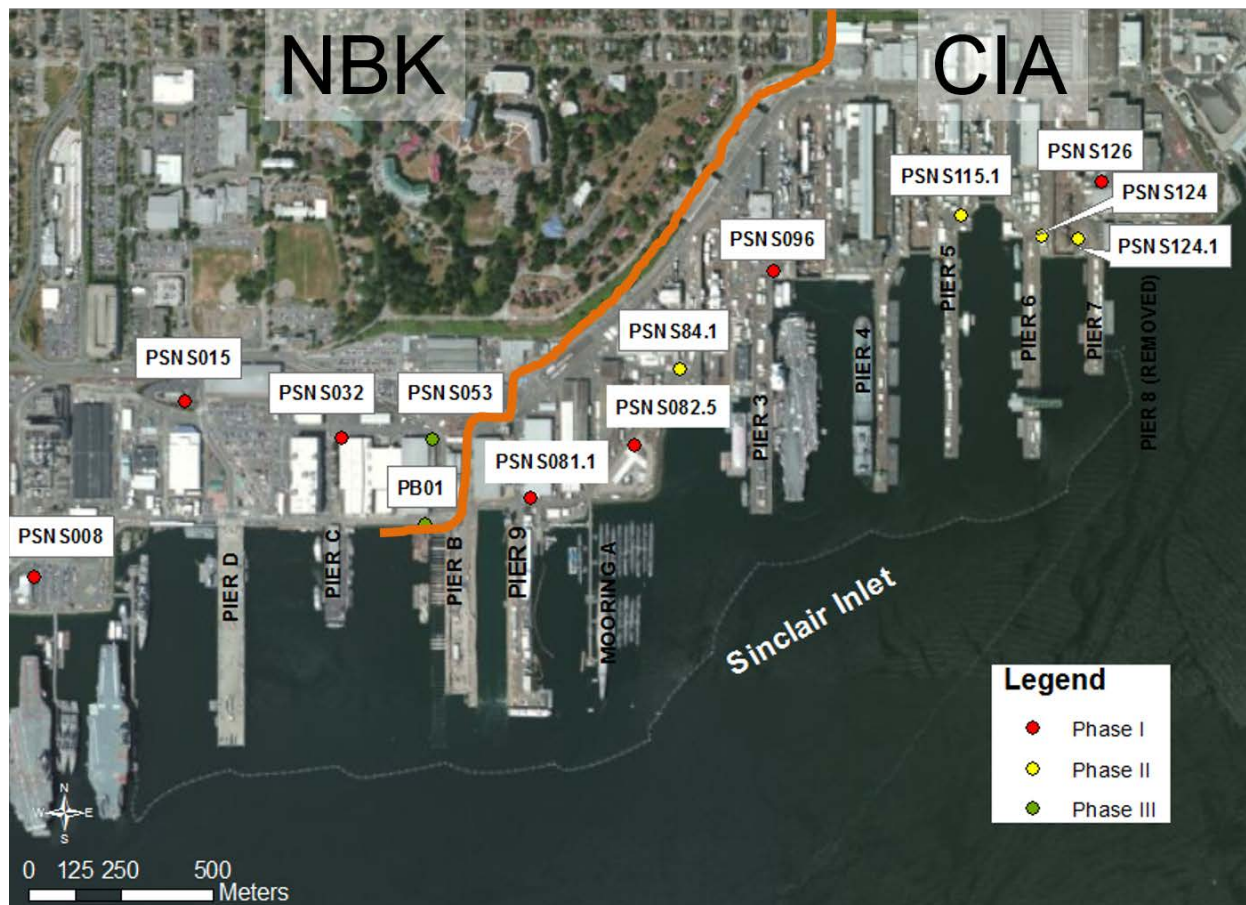 NBK
CIA
PSNS126
PSNS115.1
PSNS124
PSNS096
PSNS124.1
PIER 5
PIER 6
PIER 7
PIER 8 (REMOVED)
PSNS84.1
PIER 4
PSNS015
PSNS032
PSNS053
PSNS082.5
PIER 3
PSNS081.1
PB01
PSNS008
PIER D
PIER C
PIER B
PIER 9
MOORING A
Sinclair Inlet
Legend
Phase I
Phase II
Phase III
N
W E
S
0 125 250 500
Meters